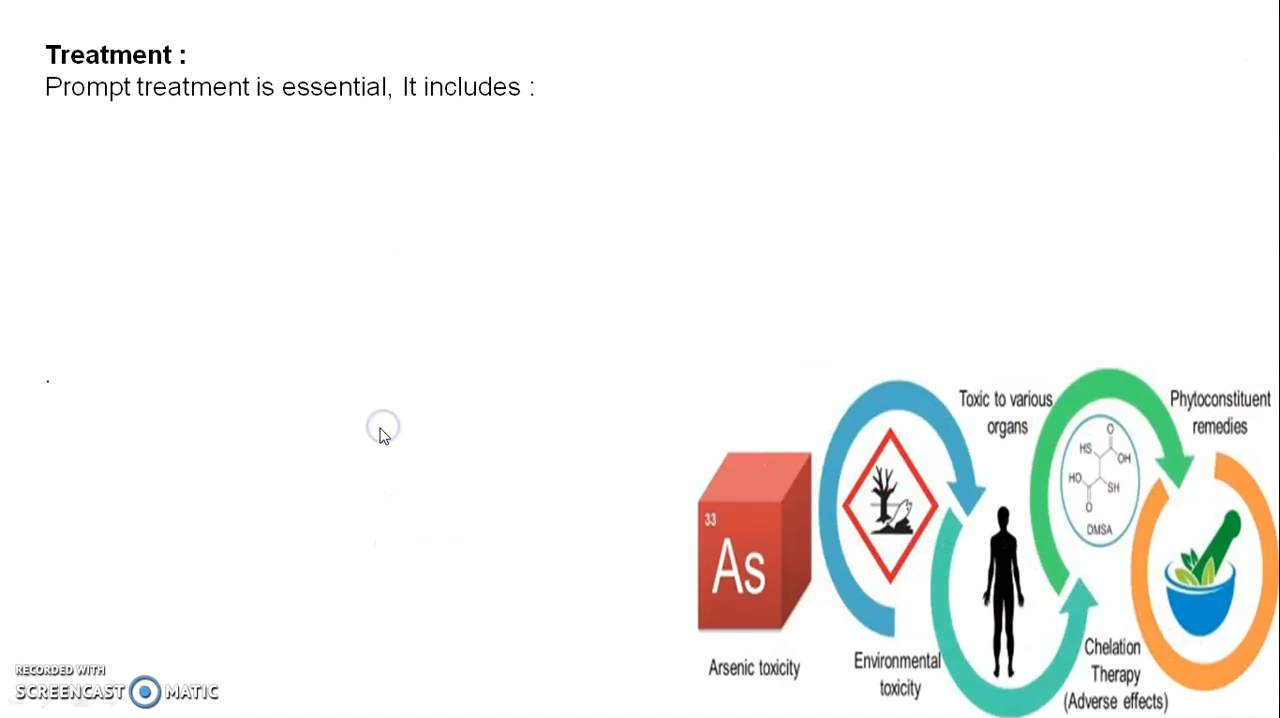 Treatment :
Prompt treatment is essential, It includes :
.
Toxic to various
organs
Phytoconstituent
remedies
HS
O
OH
HO
SH
O
DMSA
33
As
Arsenic toxicity
Environmental
toxicity
Chelation
Therapy
(Adverse effects)
RECORDED WITH
SCREENCAST MATIC